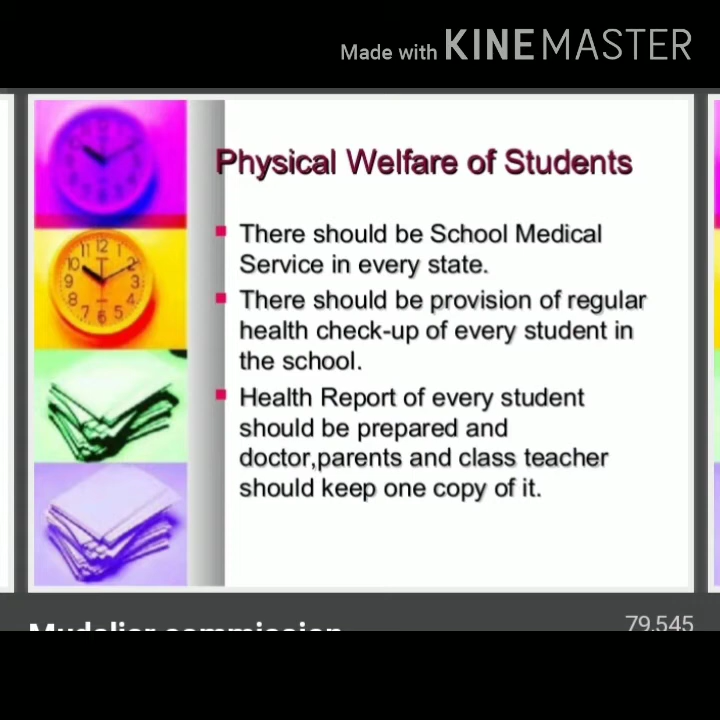 Made with KINEMASTER
Physical Welfare of Students
There should be School Medical
Service in every state.
There should be provision of regular
health check-up of every student in
the school.
Health Report of every student
should be prepared and
doctor,parents and class teacher
should keep one copy of it.
Mudalier commission
79,545